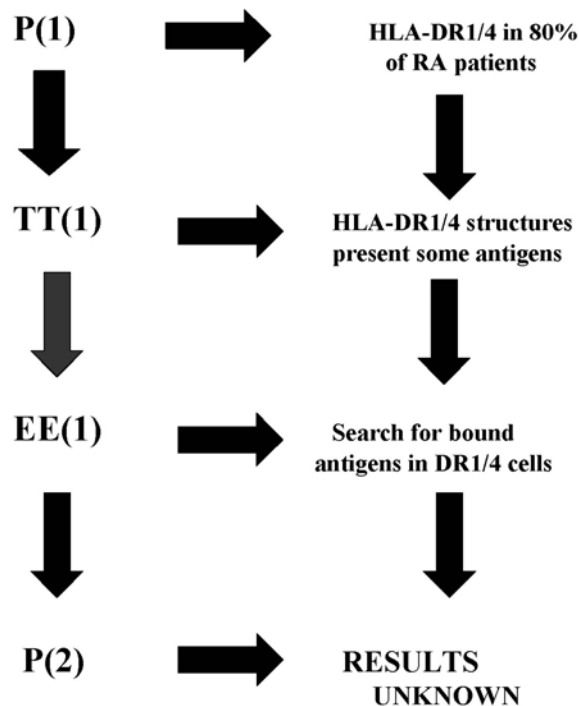 P(1)
HLA-DR1/4 in 80%
of RA patients
TT(1)
HLA-DR1/4 structures
present some antigens
EE(1)
Search for bound
antigens in DR1/4 cells
P(2)
RESULTS
UNKNOWN